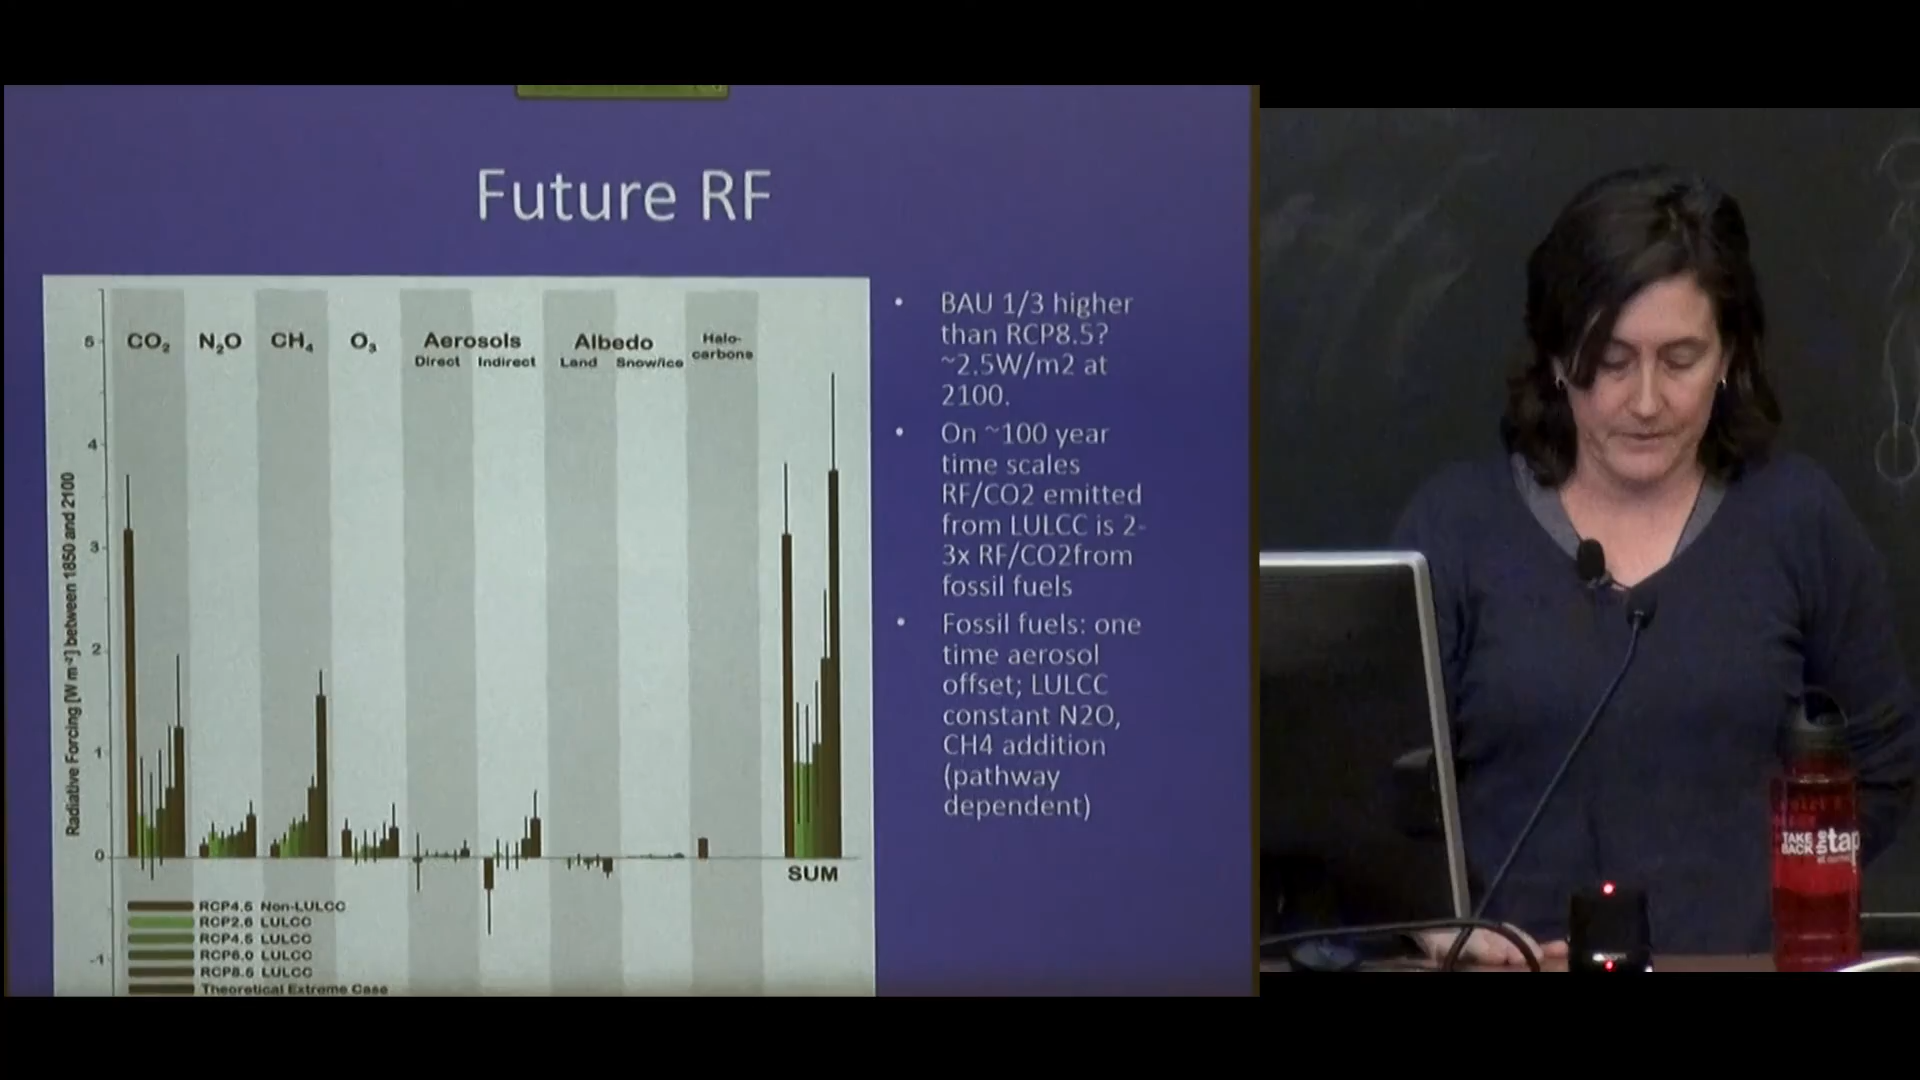 Future RF
CO2 N2O CH4 O3 Aerosols Albedo Halo-
carbons
Direct Indirect Land Snow/Ice
5
4
3
2
1
0
-1
Radiative Forcing [W m-2] between 1850 and 2100
SUM
RCP4.5 Non-LULCC
RCP2.6 LULCC
RCP4.5 LULCC
RCP6.0 LULCC
RCP8.5 LULCC
Theoretical Extreme Case
• BAU 1/3 higher
than RCP8.5?
~2.5W/m2 at
2100.
• On ~100 year
time scales
RF/CO2 emitted
from LULCC is 2-
3x RF/CO2from
fossil fuels
• Fossil fuels: one
time aerosol
offset; LULCC
constant N2O,
CH4 addition
(pathway
dependent)
TAKE
BACK the tap